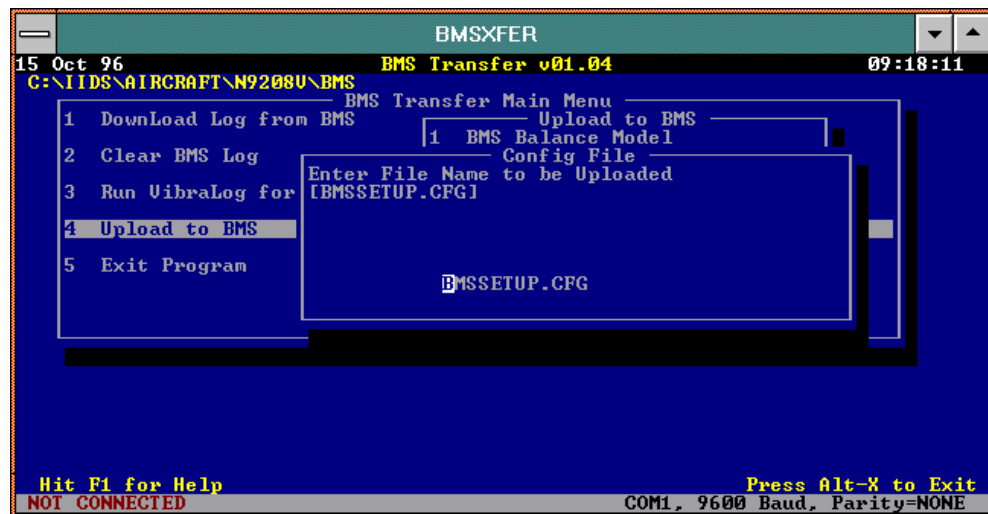 BMSXFER
15 Oct 96 BMS Transfer v01.04 09:18:11
C:\IIDS\AIRCRAFT\N9208V\BMS
BMS Transfer Main Menu
1 DownLoad Log from BMS
Upload to BMS
1 BMS Balance Model
2 Clear BMS Log
Config File
Enter File Name to be Uploaded
3 Run VibraLog for
[BMSSETUP.CFG]
4 Upload to BMS
5 Exit Program
BMSSETUP.CFG
Hit F1 for Help Press Alt-X to Exit
NOT CONNECTED COM1, 9600 Baud, Parity=NONE